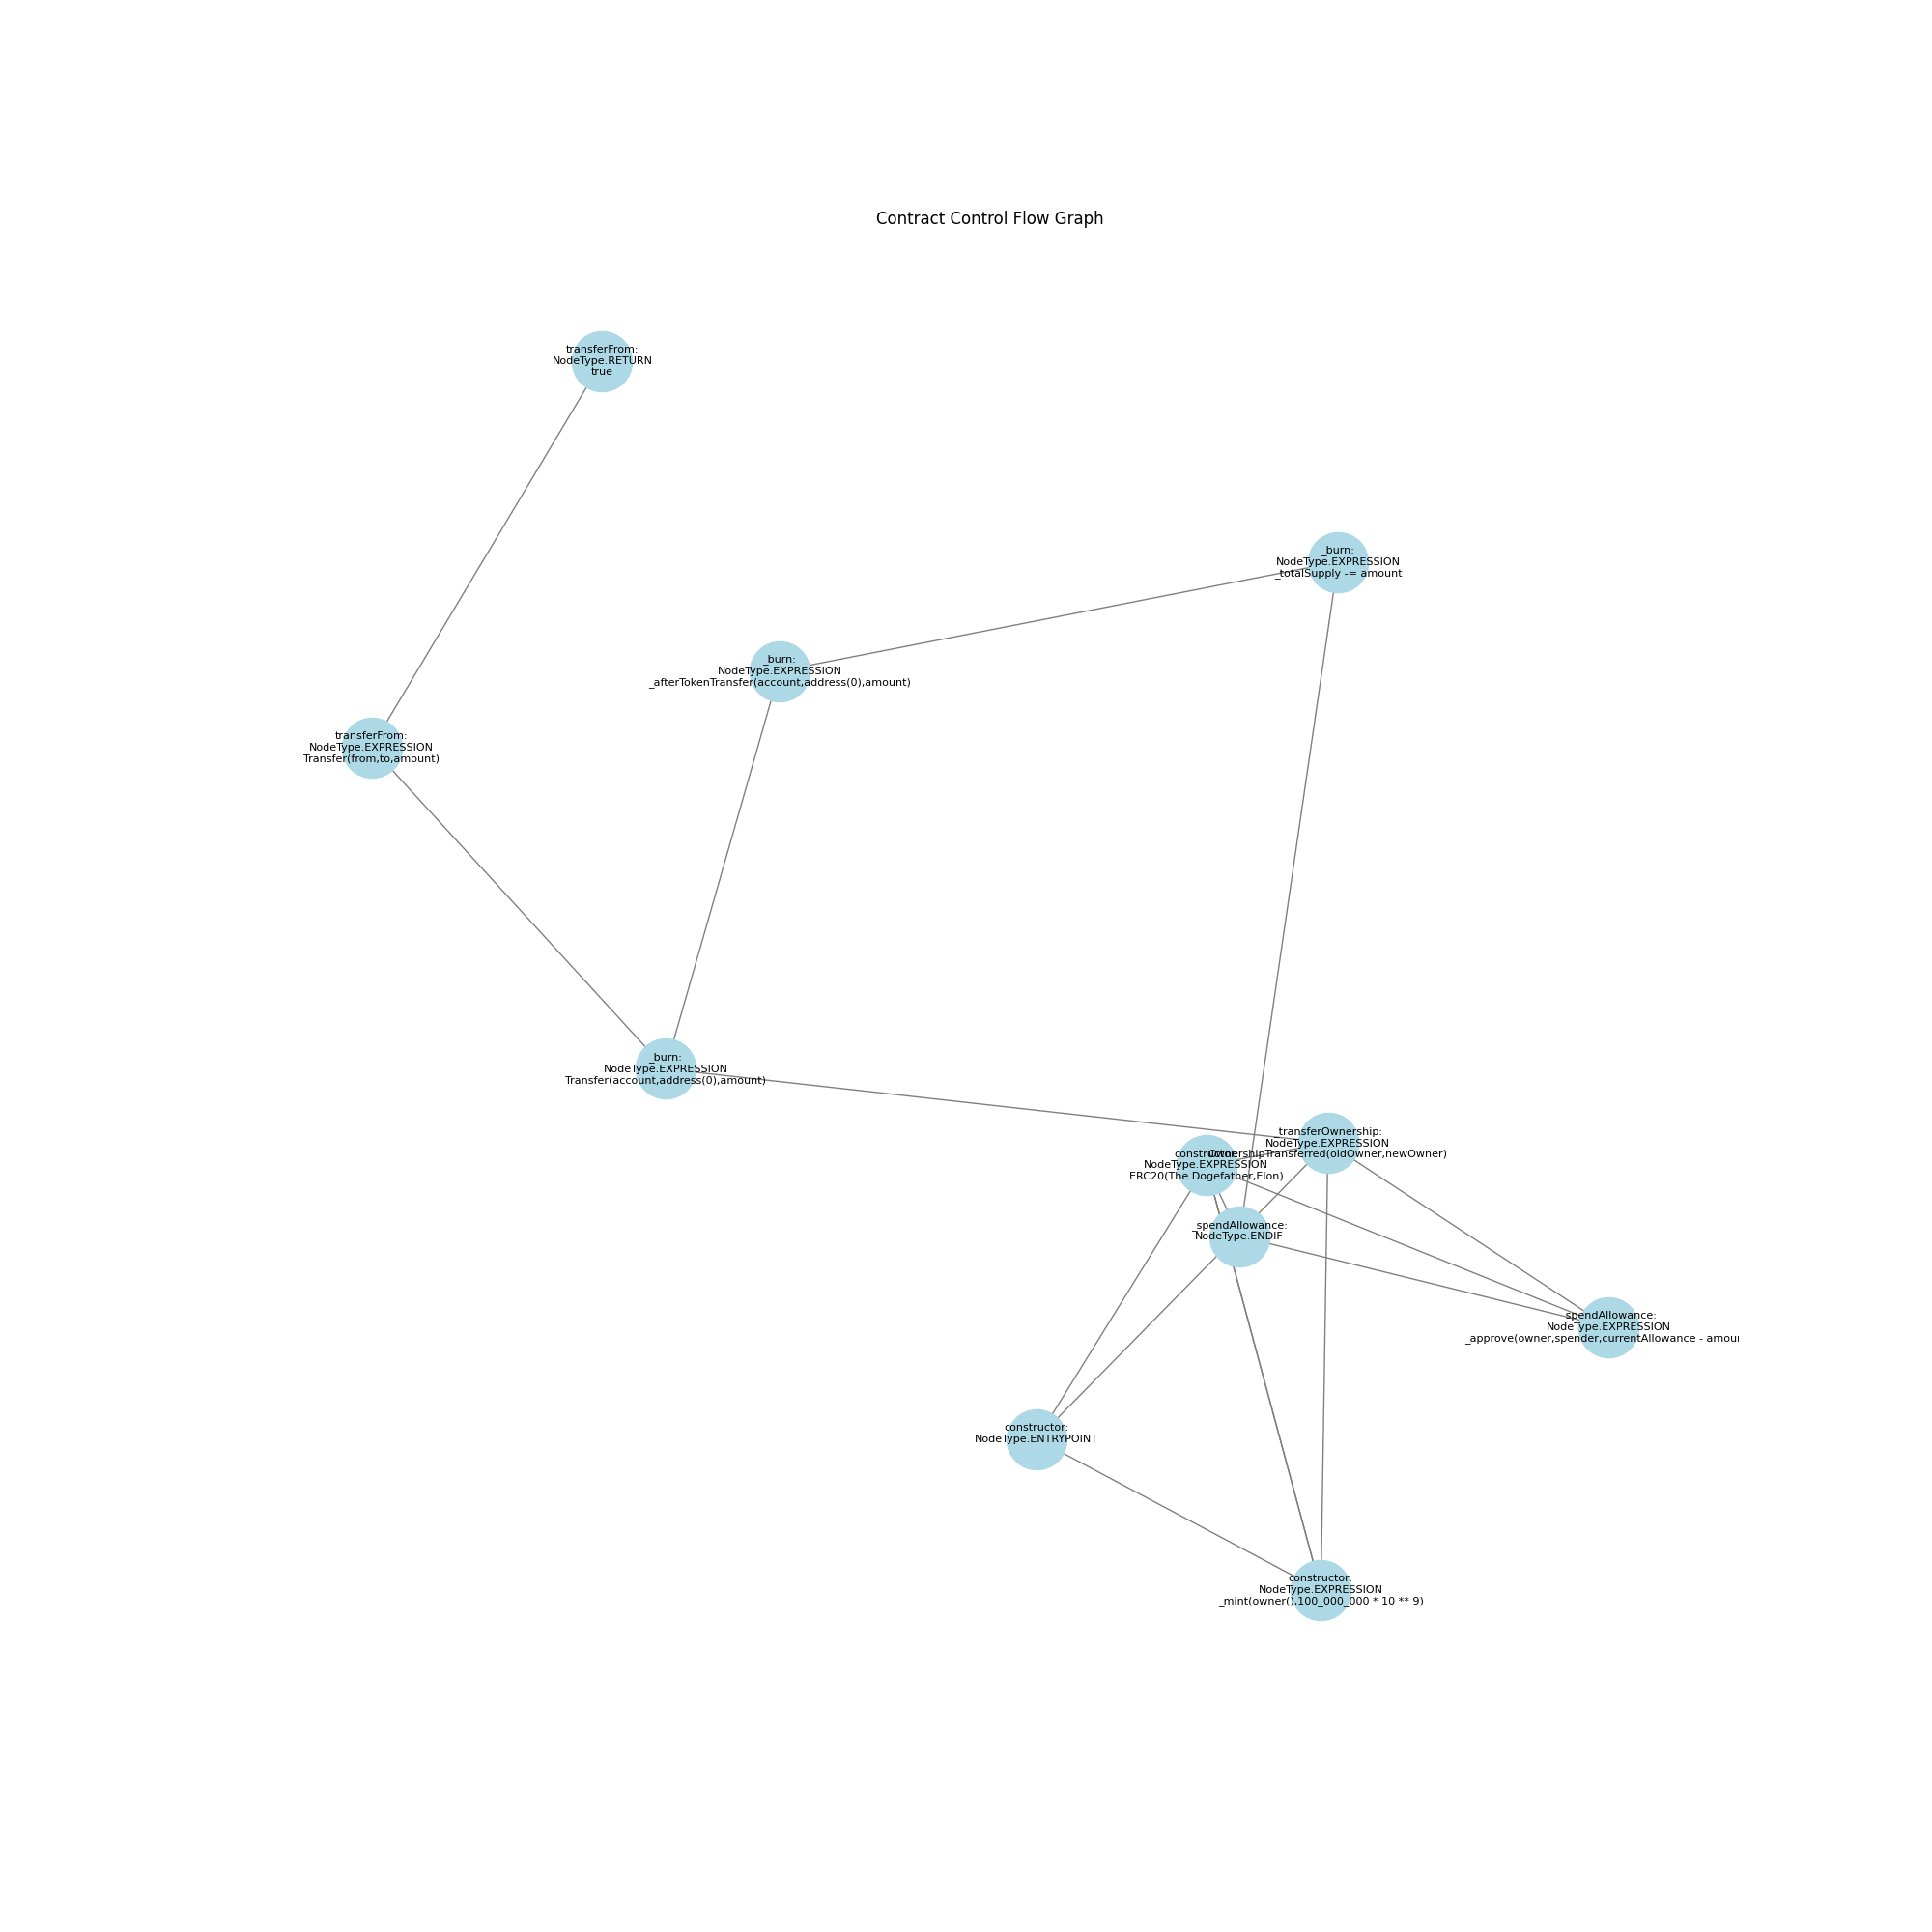 Contract Control Flow Graph
transferFrom:
NodeType.RETURN
true
_burn:
NodeType.EXPRESSION
_totalSupply -= amount
_burn:
NodeType.EXPRESSION
_afterTokenTransfer(account,address(0),amount)
transferFrom:
NodeType.EXPRESSION
Transfer(from,to,amount)
_burn:
NodeType.EXPRESSION
Transfer(account,address(0),amount)
_transferOwnership:
NodeType.EXPRESSION
OwnershipTransferred(oldOwner,newOwner)
constructor:
NodeType.EXPRESSION
ERC20(The Dogefather,Elon)
_spendAllowance:
NodeType.ENDIF
_spendAllowance:
NodeType.EXPRESSION
_approve(owner,spender,currentAllowance - amou
constructor:
NodeType.ENTRYPOINT
constructor:
NodeType.EXPRESSION
_mint(owner(),100_000_000 * 10 ** 9)